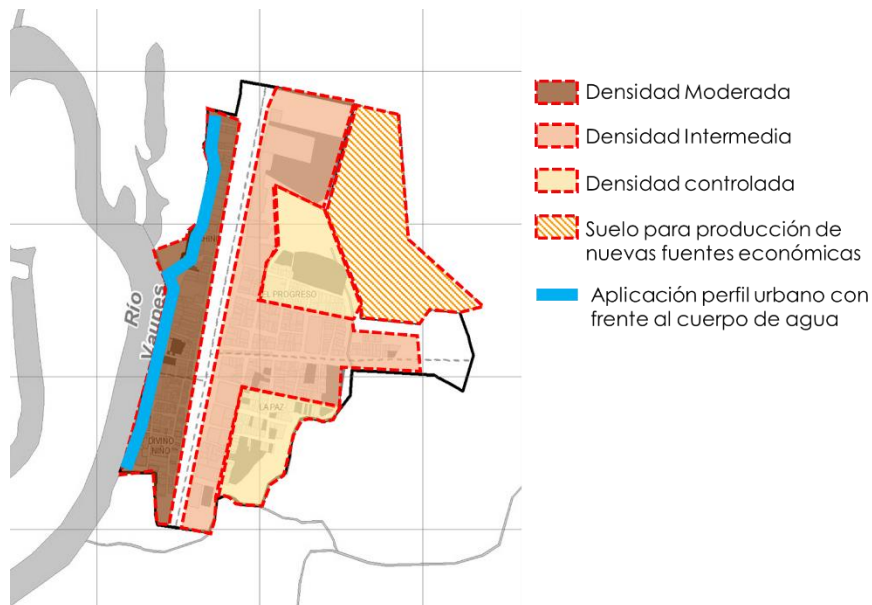 Densidad Moderada
Densidad Intermedia
Densidad controlada
Suelo para producción de
nuevas fuentes económicas
Aplicación perfil urbano con
frente al cuerpo de agua
Río
Vaupes
EL PROGRESO
LA PAZ
DIVINO
NIÑO